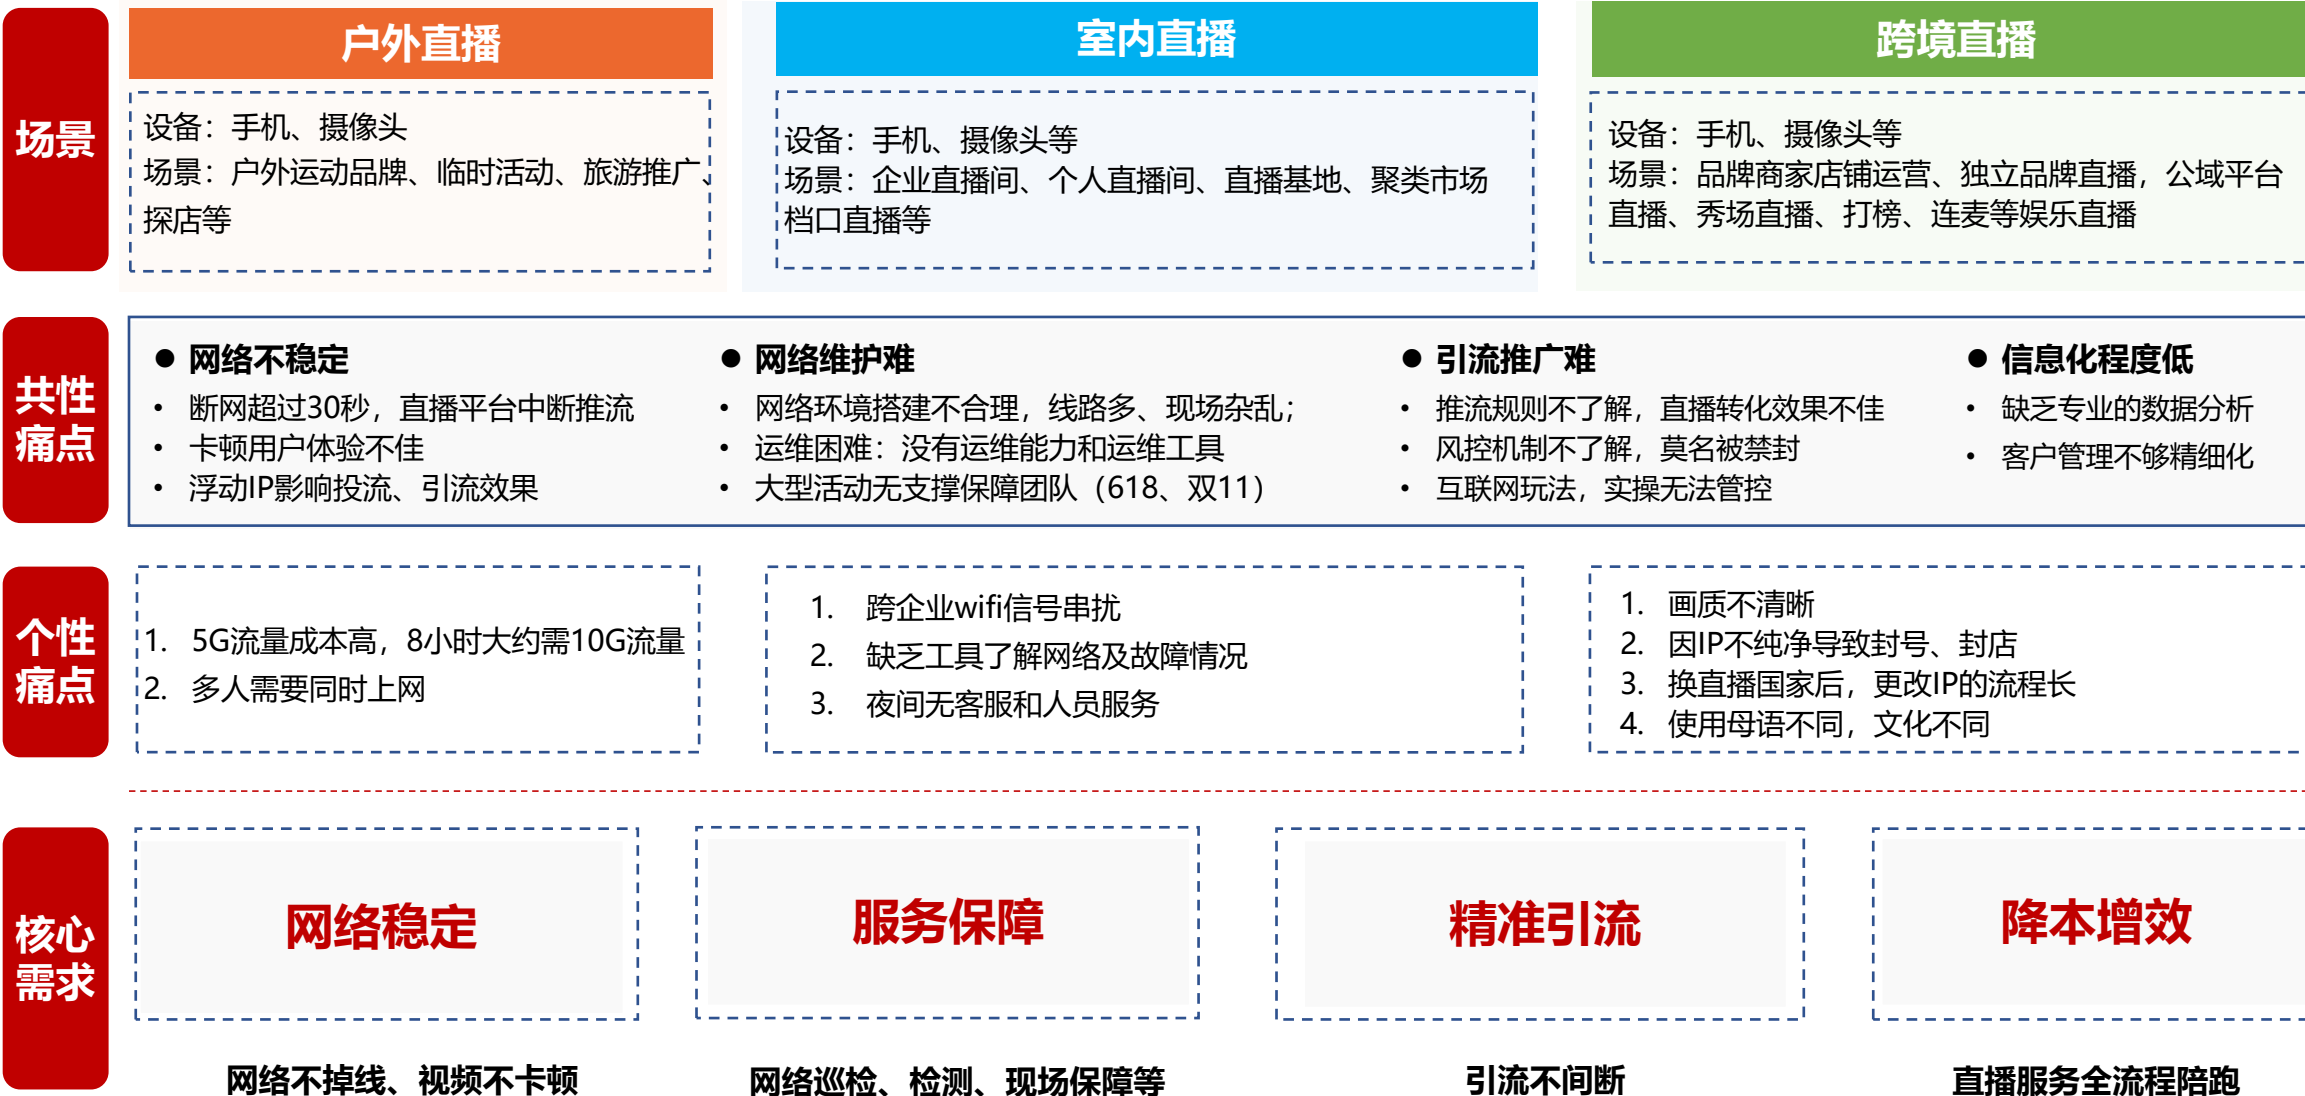 场景
户外直播
设备：手机、摄像头
场景：户外运动品牌、临时活动、旅游推广、
探店等
室内直播
设备：手机、摄像头等
场景：企业直播间、个人直播间、直播基地、聚类市场
档口直播等
跨境直播
设备：手机、摄像头等
场景：品牌商家店铺运营、独立品牌直播，公域平台
直播、秀场直播、打榜、连麦等娱乐直播
共性
痛点
● 网络不稳定
• 断网超过30秒，直播平台中断推流
• 卡顿用户体验不佳
• 浮动IP影响投流、引流效果
● 网络维护难
• 网络环境搭建不合理，线路多、现场杂乱；
• 运维困难：没有运维能力和运维工具
• 大型活动无支撑保障团队（618、双11）
● 引流推广难
• 推流规则不了解，直播转化效果不佳
• 风控机制不了解，莫名被禁封
• 互联网玩法，实操无法管控
● 信息化程度低
• 缺乏专业的数据分析
• 客户管理不够精细化
个性
痛点
1. 5G流量成本高，8小时大约需10G流量
2. 多人需要同时上网
1. 跨企业wifi信号串扰
2. 缺乏工具了解网络及故障情况
3. 夜间无客服和人员服务
1. 画质不清晰
2. 因IP不纯净导致封号、封店
3. 换直播国家后，更改IP的流程长
4. 使用母语不同，文化不同
核心
需求
网络稳定
网络不掉线、视频不卡顿
服务保障
网络巡检、检测、现场保障等
精准引流
引流不间断
降本增效
直播服务全流程陪跑